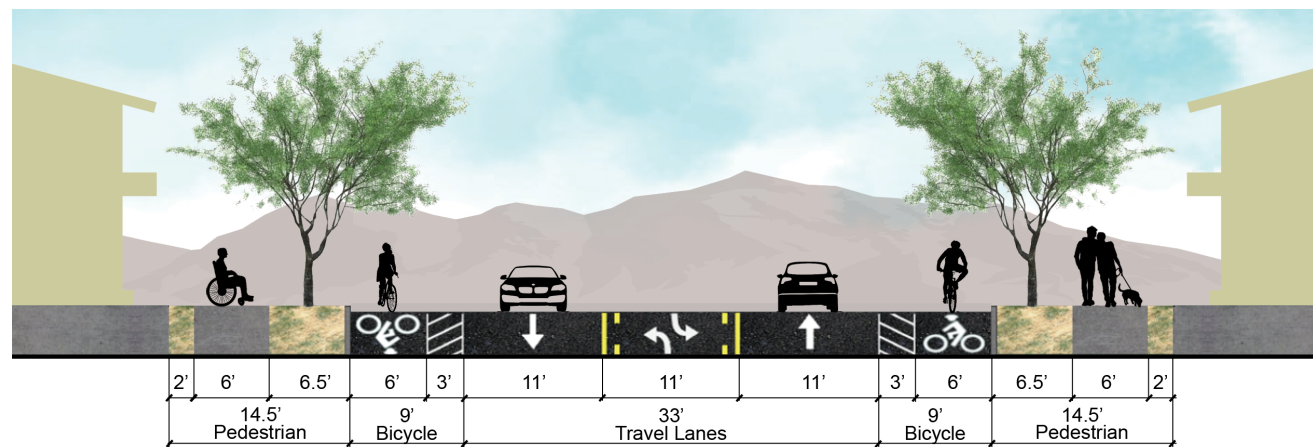 2’ 6’ 6.5’ 6’ 3’ 11’ 11’ 11’ 3’ 6’ 6.5’ 6’ 2’
14.5’ 9’ 33’ 9’ 14.5’
Pedestrian Bicycle Travel Lanes Bicycle Pedestrian